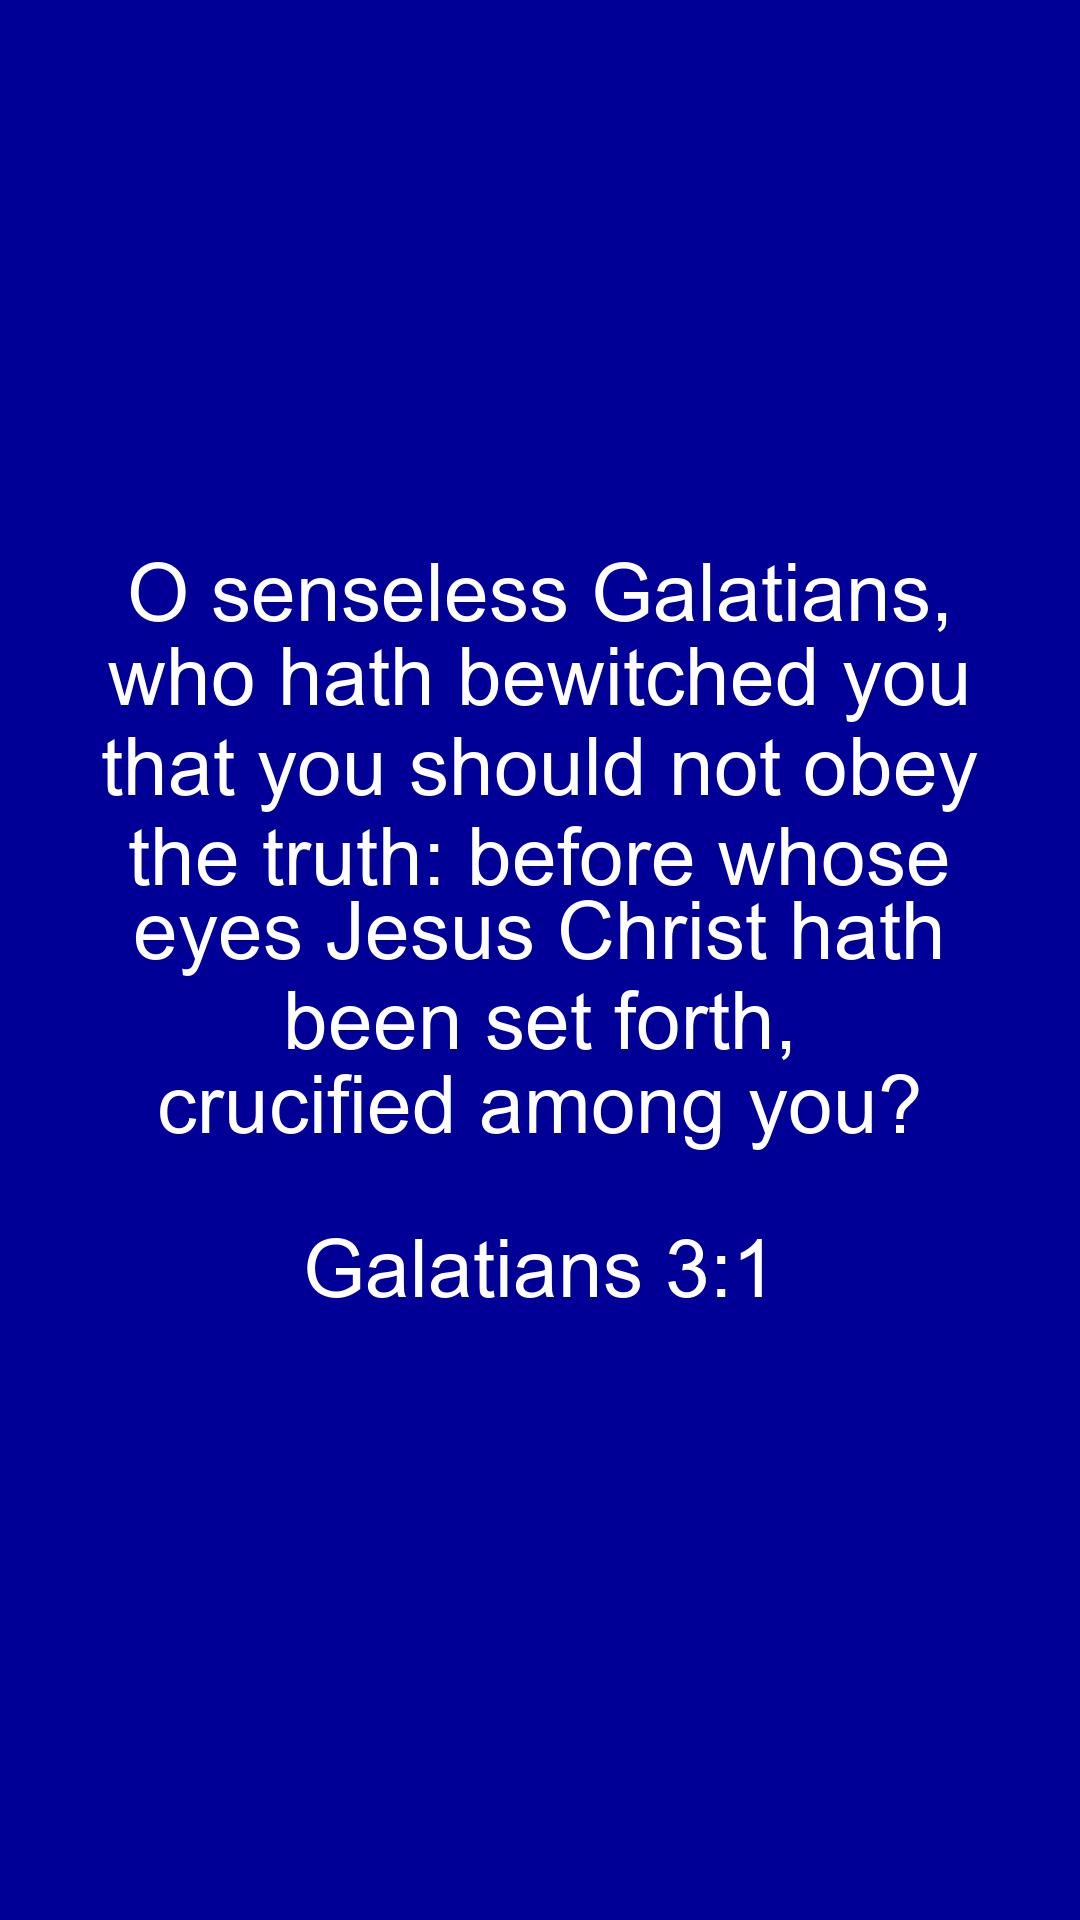 O senseless Galatians,
who hath bewitched you
that you should not obey
the truth: before whose
eyes Jesus Christ hath
been set forth,
crucified among you?
Galatians 3:1